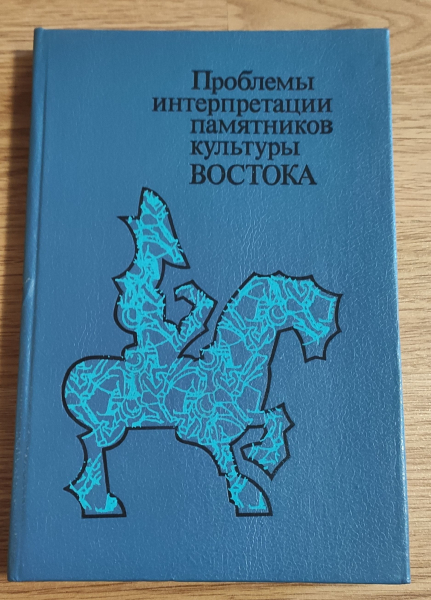 Проблемы
интерпретации
памятников
культуры
ВОСТОКА